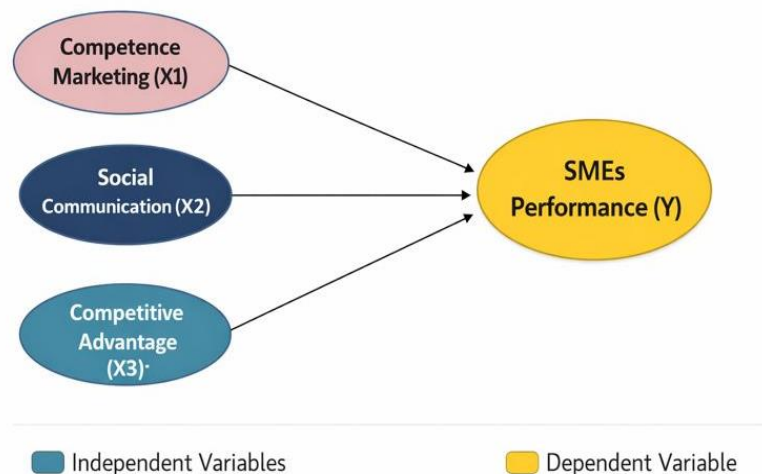 Competence
Marketing (X1)
Social
Communication (X2)
Competitive
Advantage
(X3)·
SMEs
Performance (Y)
Independent Variables
Dependent Variable